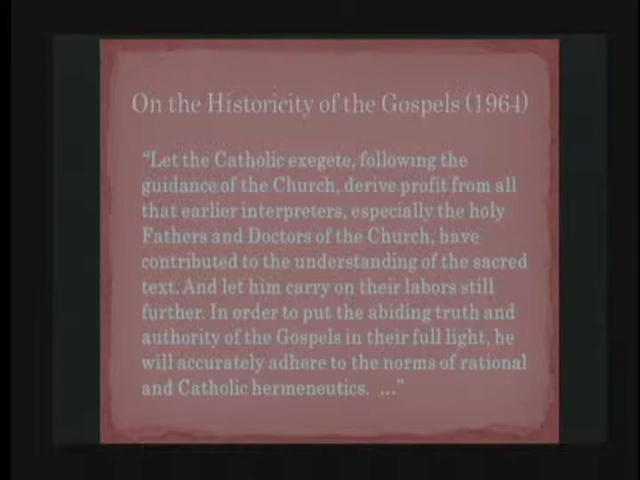 On the Historicity of the Gospels (1964)
“Let the Catholic exegete, following the
guidance of the Church, derive profit from all
that earlier interpreters, especially the holy
Fathers and Doctors of the Church, have
contributed to the understanding of the sacred
text. And let him carry on their labors still
further. In order to put the abiding truth and
authority of the Gospels in their full light, he
will accurately adhere to the norms of rational
and Catholic hermeneutics. ...”